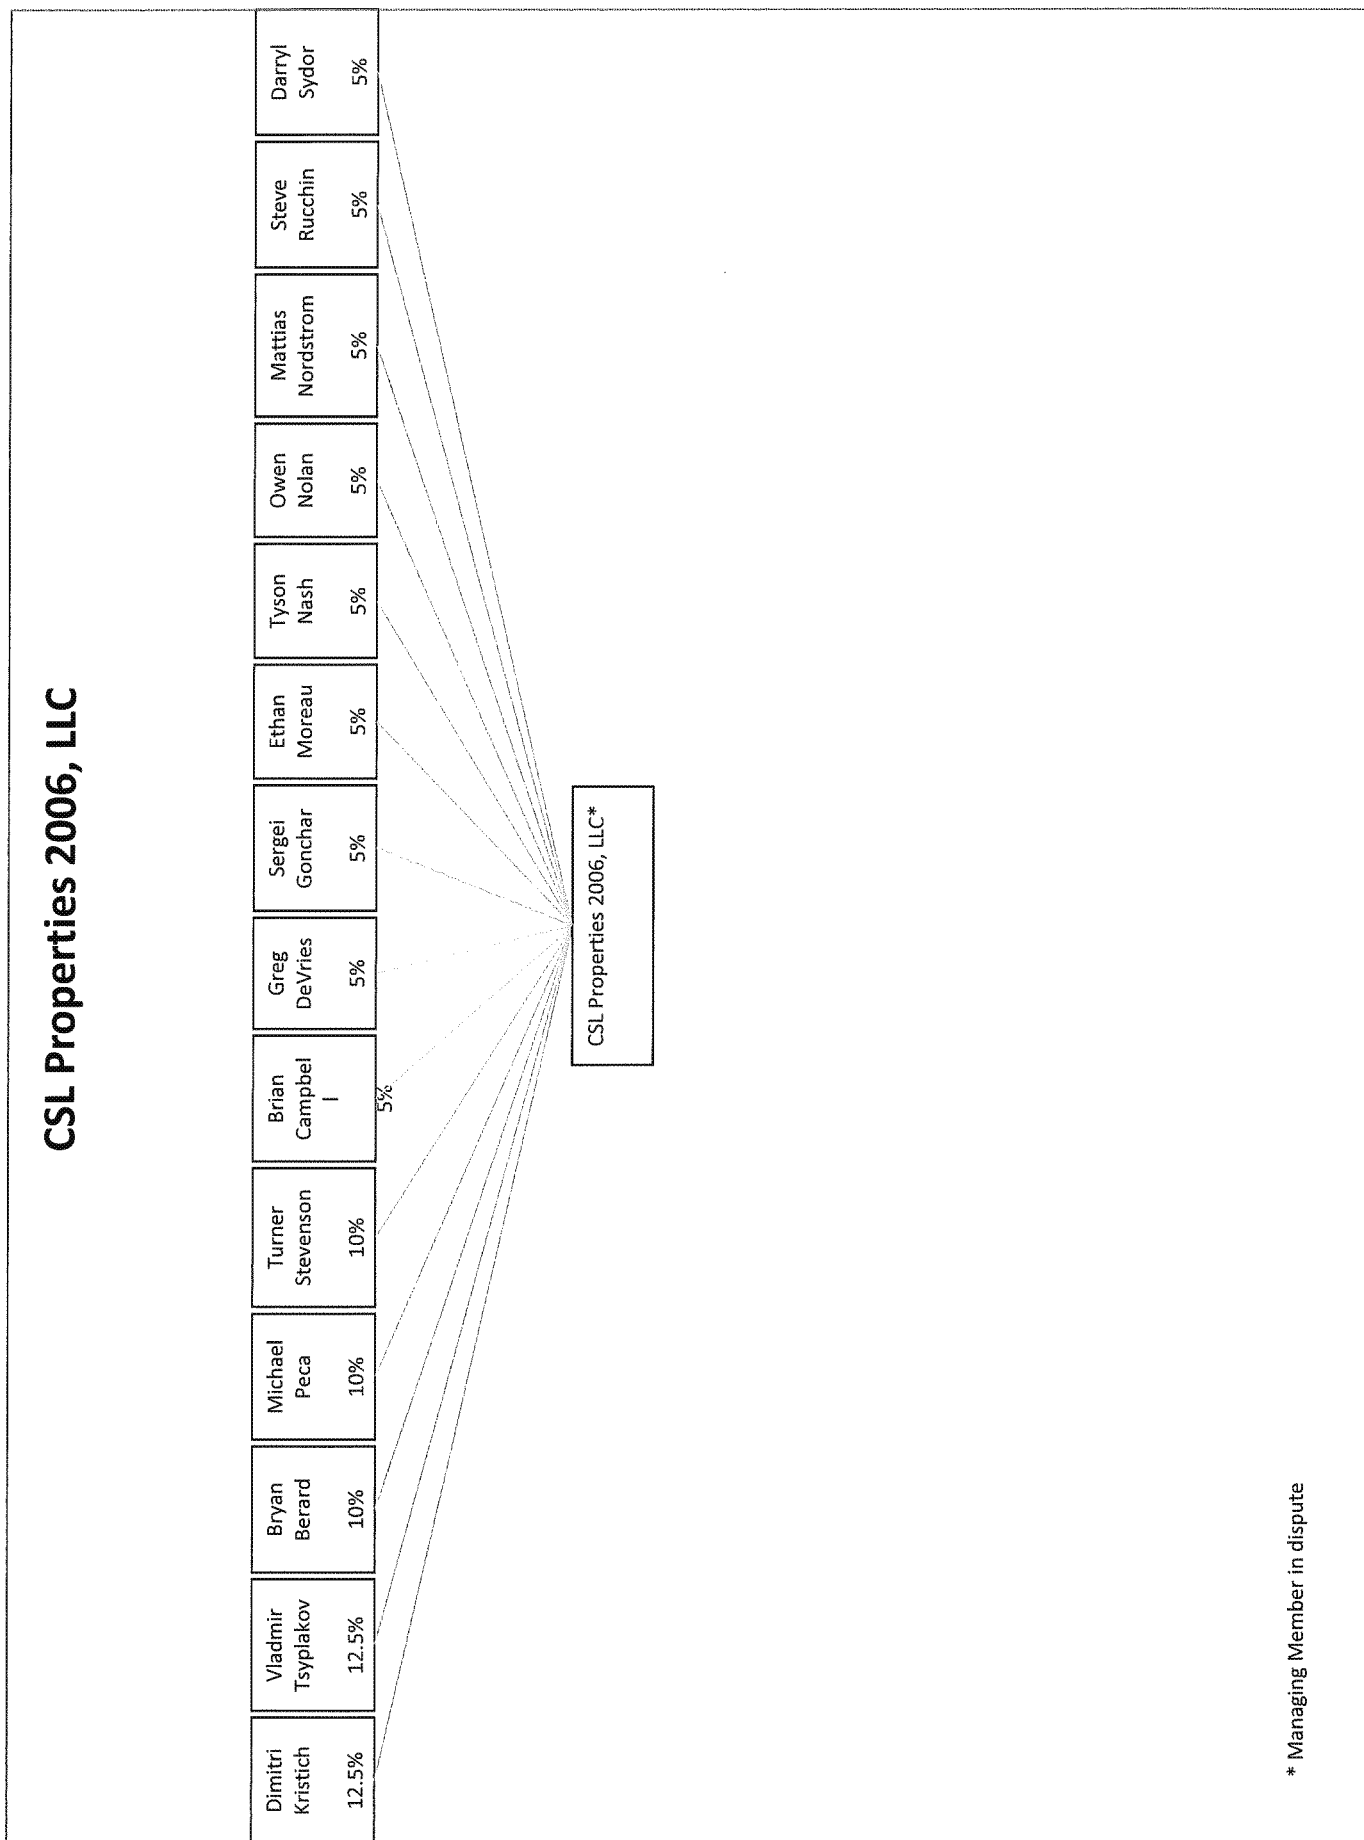 CSL Properties 2006, LLC
Dimitri
Kristich
12.5%
Vladmir
Tsyplakov
12.5%
Bryan
Berard
10%
Michael
Peca
10%
Turner
Stevenson
10%
Brian
Campbel
l
5%
Greg
DeVries
5%
Sergei
Gonchar
5%
Ethan
Moreau
5%
Tyson
Nash
5%
Owen
Nolan
5%
Mattias
Nordstrom
5%
Steve
Rucchin
5%
Darryl
Sydor
5%
CSL Properties 2006, LLC*
* Managing Member in dispute